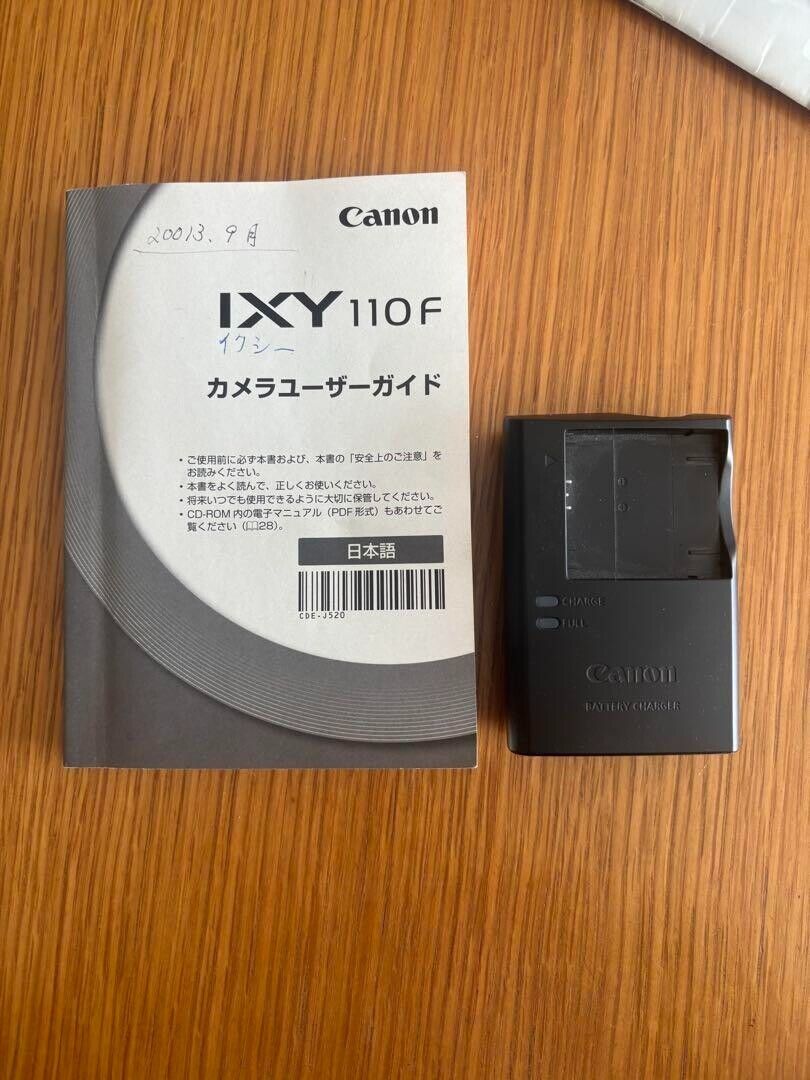 Canon
20013、9月
IXY 110F
イクシー
カメラユーザーガイド
・ご使用前に必ず本書および、本書の「安全上のご注意」を
お読みください。
・本書をよく読んで、正しくお使いください。
・将来いつでも使用できるように大切に保管してください。
・CD-ROM 内の電子マニュアル（PDF 形式）もあわせてご
覧ください（📖28）。
日本語
CDE-J520
CHARGE
FULL
Canon
BATTERY CHARGER